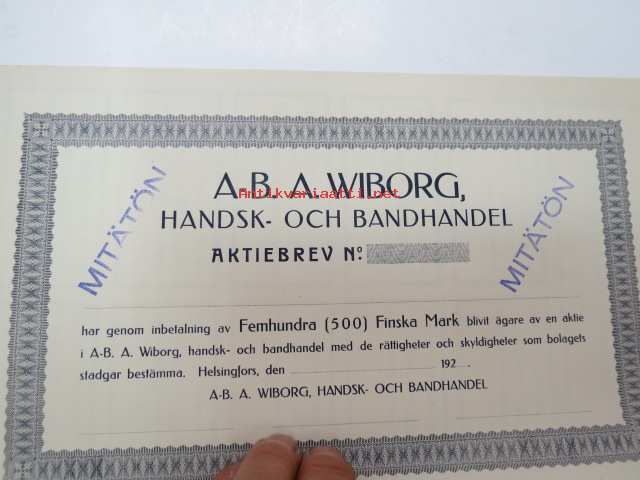 A-B. A. WIBORG,
Antikvariaatti.net
HANDSK- OCH BANDHANDEL
AKTIEBREV No.
MITÄTÖN
MITÄTÖN
har genom inbetalning av Femhundra (500) Finska Mark blivit ägare av en aktie
i A-B. A. Wiborg, handsk- och bandhandel med de rättigheter och skyldigheter som bolagets
stadgar bestämma. Helsingfors, den 192 .
A-B. A. WIBORG, HANDSK- OCH BANDHANDEL